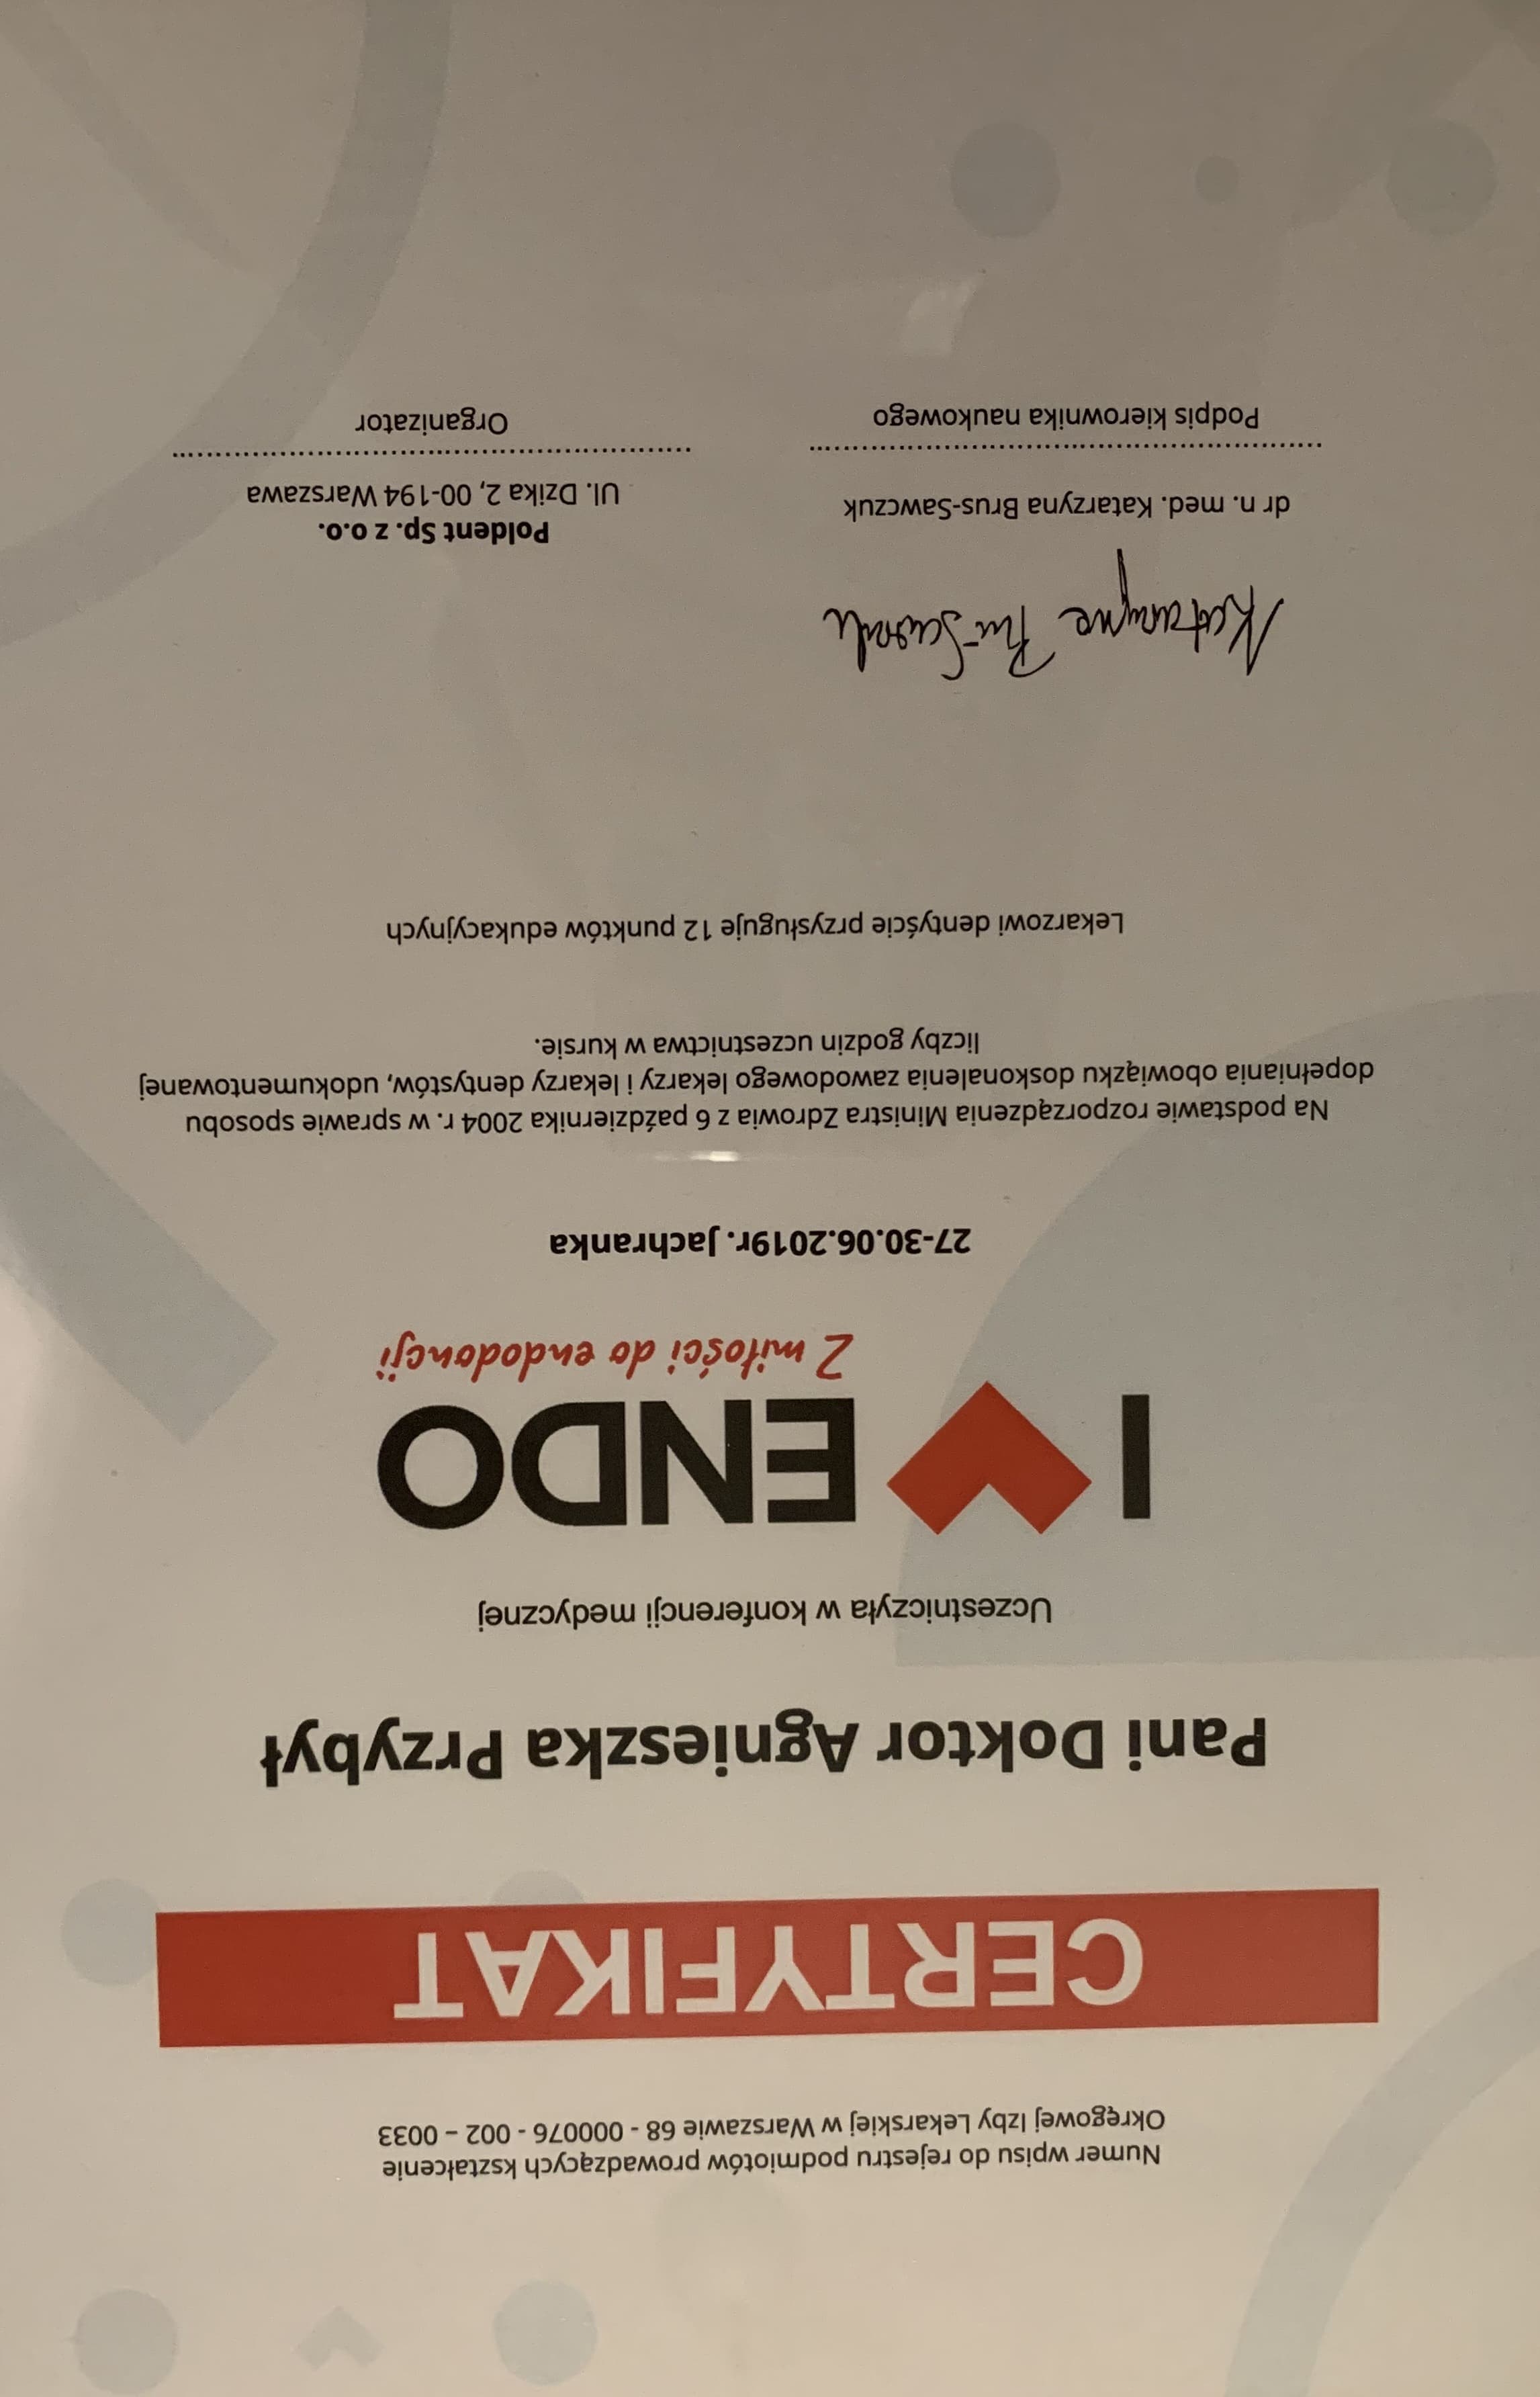 Numer wpisu do rejestru podmiotów prowadzących kształcenie
Okręgowej Izby Lekarskiej w Warszawie 68 - 000076 - 002 – 0033
CERTYFIKAT
Pani Doktor Agnieszka Przybył
Uczestniczyła w konferencji medycznej
I ENDO
Z miłości do endodoncji
27-30.06.2019r. Jachranka
Na podstawie rozporządzenia Ministra Zdrowia z 6 października 2004 r. w sprawie sposobu
dopełniania obowiązku doskonalenia zawodowego lekarzy i lekarzy dentystów, udokumentowanej
liczby godzin uczestnictwa w kursie.
Lekarzowi dentyście przysługuje 12 punktów edukacyjnych
dr n. med. Katarzyna Brus-Sawczuk
Podpis kierownika naukowego
Poldent Sp. z o.o.
Ul. Dzika 2, 00-194 Warszawa
Organizator